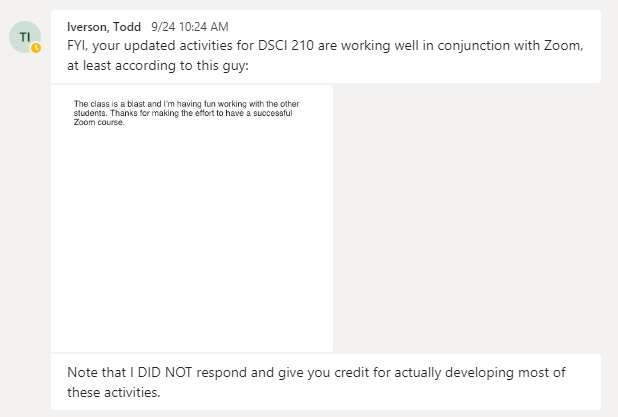 TI
Iverson, Todd 9/24 10:24 AM
FYI, your updated activities for DSCI 210 are working well in conjunction with Zoom,
at least according to this guy:
The class is a blast and I'm having fun working with the other
students. Thanks for making the effort to have a successful
Zoom course.
Note that I DID NOT respond and give you credit for actually developing most of
these activities.